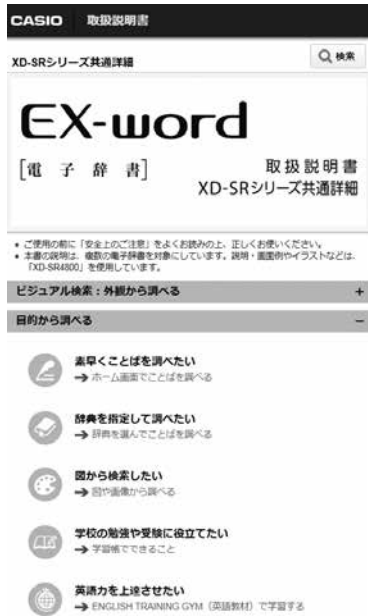 CASIO 取扱説明書
XD-SRシリーズ共通詳細
検索
EX-word
[電子辞書]
取扱説明書
XD-SRシリーズ共通詳細
• ご使用の前に「安全上のご注意」をよくお読みの上、正しくお使いください。
• 本書の説明は、複数の電子辞書を対象にしています。説明・画面例やイラストなどは、
「XD-SR4800」を使用しています。
ビジュアル検索:外観から調べる +
目的から調べる −
素早くことばを調べたい
➔ ホーム画面でことばを調べる
辞典を指定して調べたい
➔ 辞典を選んでことばを調べる
図から検索したい
➔ 図や画像から調べる
学校の勉強や受験に役立てたい
➔ 学習帳でできること
英語力を上達させたい
➔ ENGLISH TRAINING GYM(英語教材)で学習する